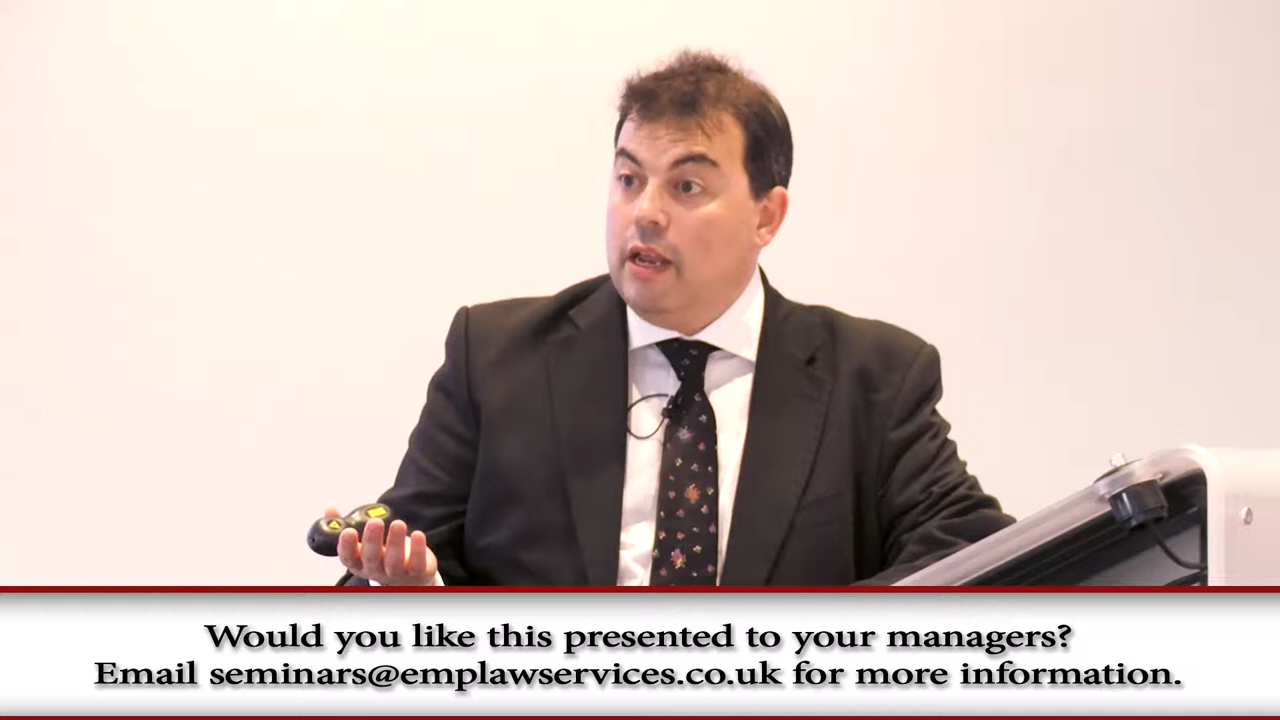 Would you like this presented to your managers?
Email seminars@emplawservices.co.uk for more information.